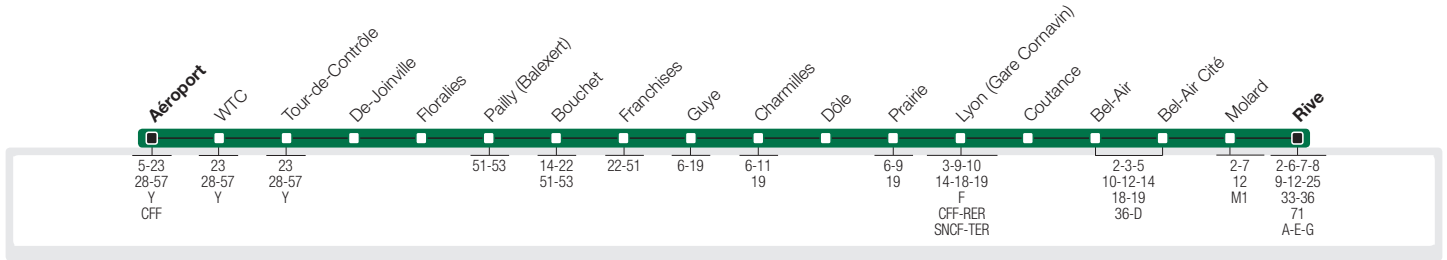 Aéroport
WTC
Tour-de-Contrôle
De-Joinville
Floralies
Pailly (Balexert)
Bouchet
Franchises
Guye
Charmilles
Dôle
Prairie
Lyon (Gare Cornavin)
Coutance
Bel-Air
Bel-Air Cité
Molard
Rive
5-23
28-57
Y
CFF
23
28-57
Y
23
28-57
Y
51-53
14-22
51-53
22-51
6-19
6-11
19
6-9
19
3-9-10
14-18-19
F
CFF-RER
SNCF-TER
2-3-5
10-12-14
18-19
36-D
2-7
12
M1
2-6-7-8
9-12-25
33-36
71
A-E-G